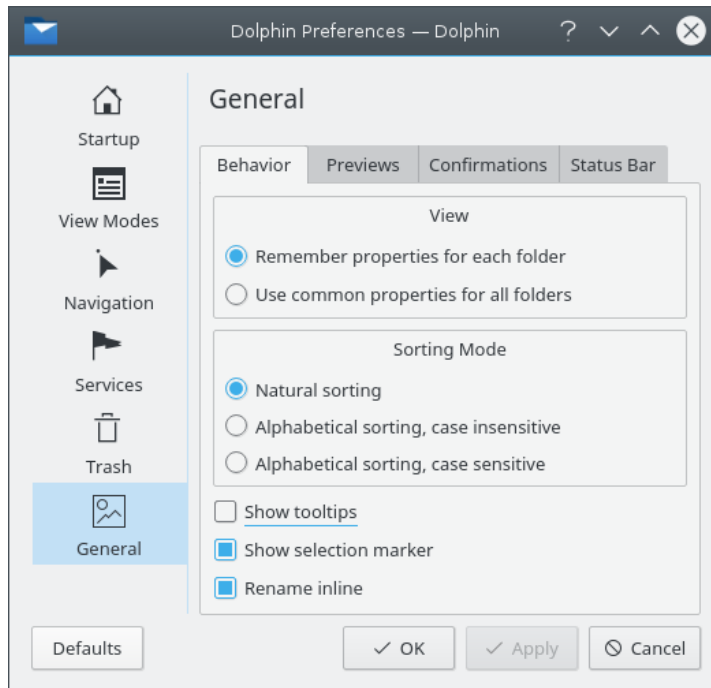 Dolphin Preferences — Dolphin
Startup
View Modes
Navigation
Services
Trash
General
General
Behavior Previews Confirmations Status Bar
View
Remember properties for each folder
Use common properties for all folders
Sorting Mode
Natural sorting
Alphabetical sorting, case insensitive
Alphabetical sorting, case sensitive
Show tooltips
Show selection marker
Rename inline
Defaults OK Apply Cancel